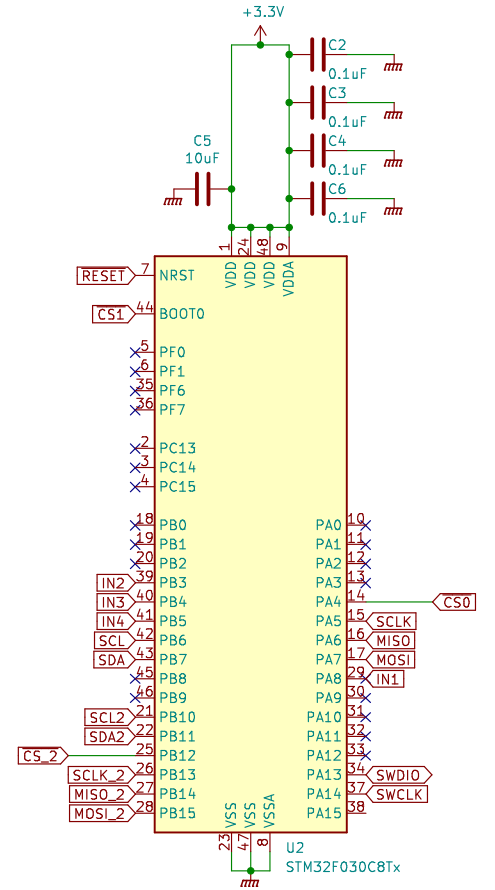 +3.3V
C2
0.1uF
C3
0.1uF
C5
10uF
C4
0.1uF
C6
0.1uF
1
24
48
9
VDD
VDD
VDD
VDDA
RESET 7 NRST
CS1 44 BOOT0
5 PF0
6 PF1
35 PF6
36 PF7
2 PC13
3 PC14
4 PC15
18 PB0 PA0 10
19 PB1 PA1 11
20 PB2 PA2 12
IN2 39 PB3 PA3 13
IN3 40 PB4 PA4 14 CS0
IN4 41 PB5 PA5 15 SCLK
SCL 42 PB6 PA6 16 MISO
SDA 43 PB7 PA7 17 MOSI
45 PB8 PA8 29 IN1
46 PB9 PA9 30
SCL2 21 PB10 PA10 31
SDA2 22 PB11 PA11 32
CS_2 25 PB12 PA12 33
SCLK_2 26 PB13 PA13 34 SWDIO
MISO_2 27 PB14 PA14 37 SWCLK
MOSI_2 28 PB15 PA15 38
VSS
VSS
VSSA
23
47
8
U2
STM32F030C8Tx